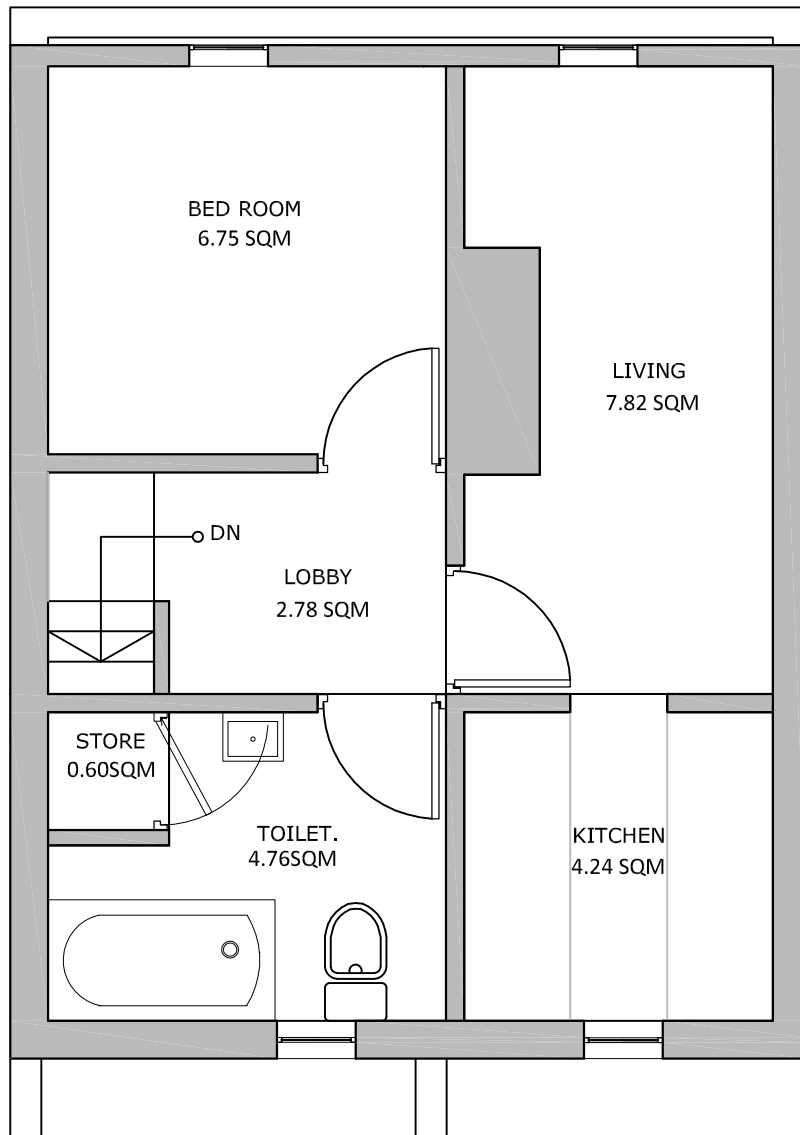 BED ROOM
6.75 SQM
LIVING
7.82 SQM
DN
LOBBY
2.78 SQM
STORE
0.60SQM
TOILET.
4.76SQM
KITCHEN
4.24 SQM